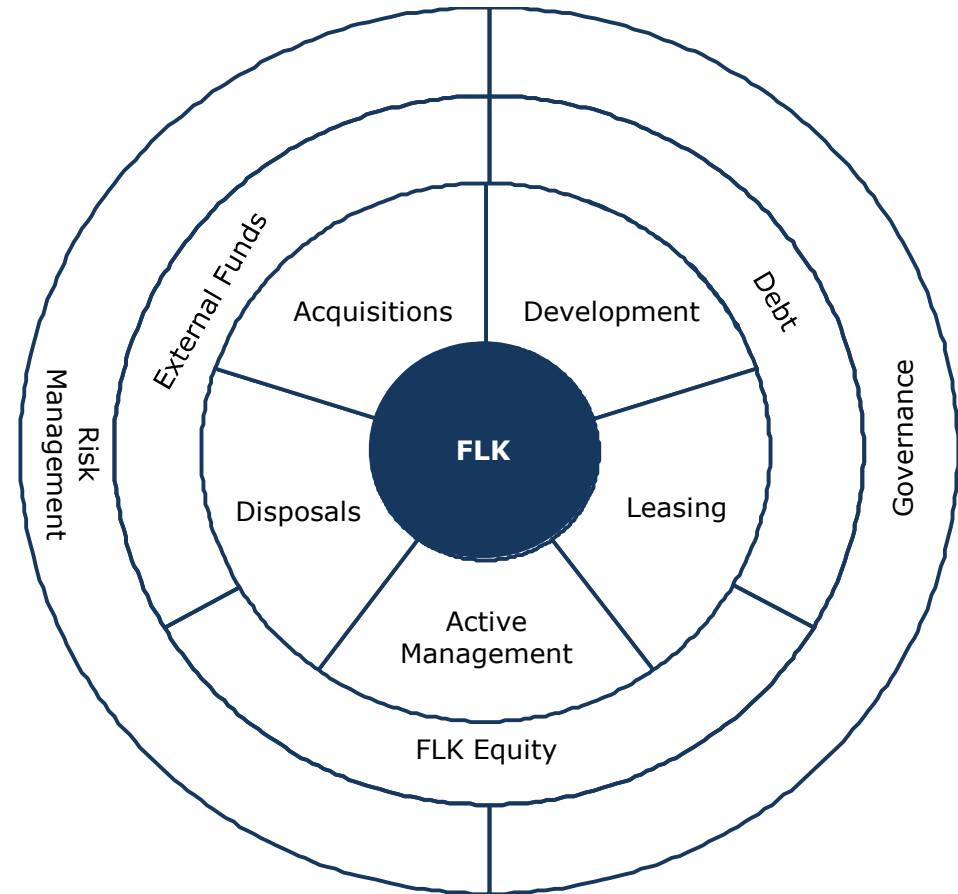 External Funds
Debt
Acquisitions
Development
Risk
Management
Governance
FLK
Disposals
Leasing
Active
Management
FLK Equity